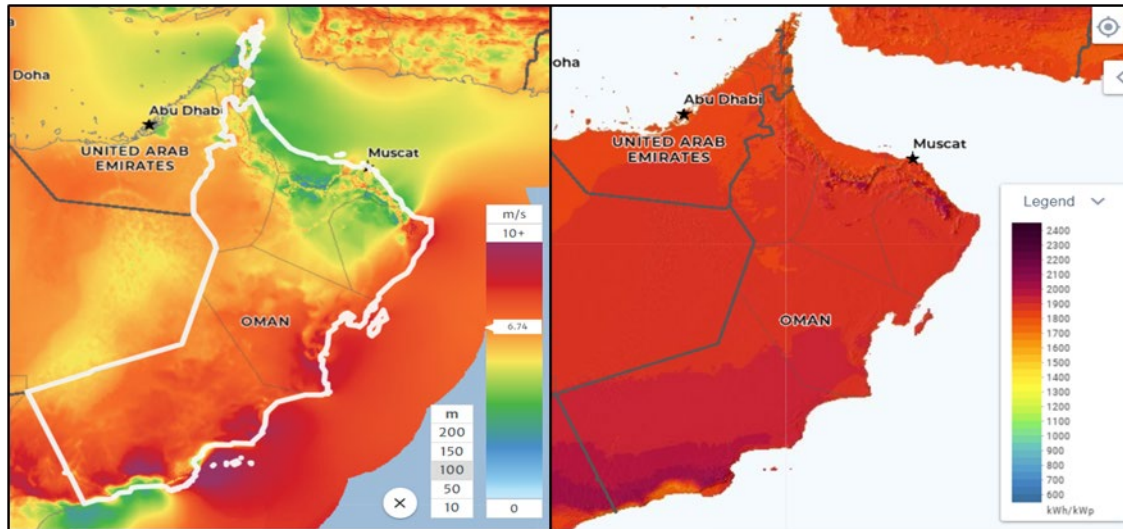 Doha
Abu Dhabi
UNITED ARAB
EMIRATES
Muscat
OMAN
m/s
10+
6.74
0
m
200
150
100
50
10
Doha
Abu Dhabi
UNITED ARAB
EMIRATES
Muscat
OMAN
Legend
2400
2300
2200
2100
2000
1900
1800
1700
1600
1500
1400
1300
1200
1100
1000
900
800
700
600
kWh/kWp